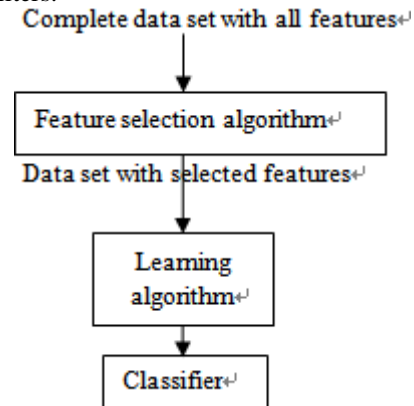 Complete data set with all features↵
Feature selection algorithm↵
Data set with selected features↵
Learning
algorithm↵
Classifier↵